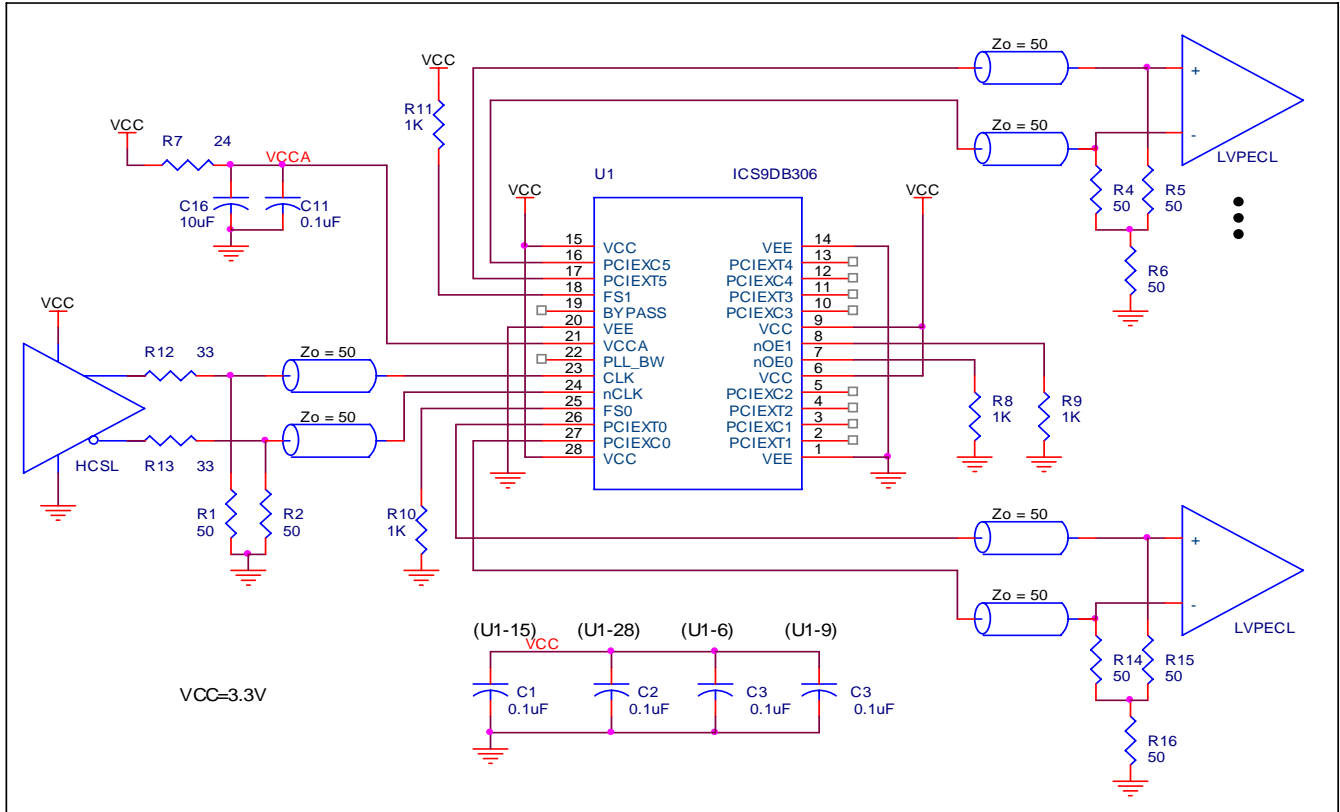 Zo = 50
VCC
+
R11
1K
-
Zo = 50
VCC
R7 24
VCCA
LVPECL
U1 ICS9DB306
R4
50
R5
50
VCC
VCC
C16
10uF
C11
0.1uF
15 VCC
16 PCIEXC5
17 PCIEXT5
18 FS1
19 BYPASS
20 VEE
21 VCCA
22 PLL_BW
23 CLK
24 nCLK
25 FS0
26 PCIEXT0
27 PCIEXC0
28 VCC
VEE 14
PCIEXT4 13
PCIEXC4 12
PCIEXT3 11
PCIEXC3 10
VCC 9
nOE1 8
nOE0 7
VCC 6
PCIEXC2 5
PCIEXT2 4
PCIEXC1 3
PCIEXT1 2
VEE 1
R6
50
VCC
R12 33
Zo = 50
Zo = 50
HCSL
R13 33
R8
1K
R9
1K
R1
50
R2
50
R10
1K
Zo = 50
+
Zo = 50
-
LVPECL
R14
50
R15
50
R16
50
(U1-15) (U1-28) (U1-6) (U1-9)
VCC
C1
0.1uF
C2
0.1uF
C3
0.1uF
C3
0.1uF
VCC=3.3V